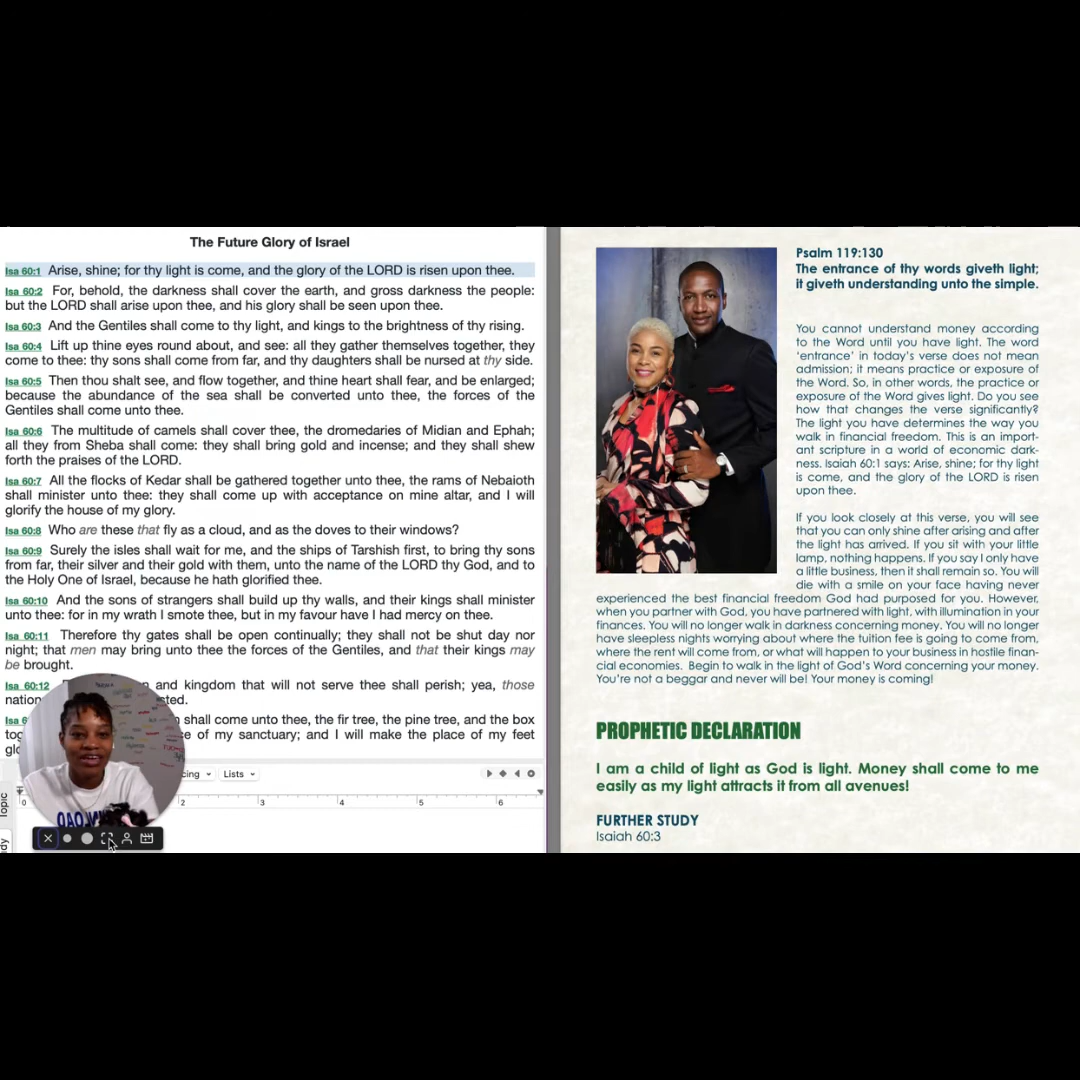 The Future Glory of Israel
Isa 60:1 Arise, shine; for thy light is come, and the glory of the LORD is risen upon thee.
Isa 60:2 For, behold, the darkness shall cover the earth, and gross darkness the people:
but the LORD shall arise upon thee, and his glory shall be seen upon thee.
Isa 60:3 And the Gentiles shall come to thy light, and kings to the brightness of thy rising.
Isa 60:4 Lift up thine eyes round about, and see: all they gather themselves together, they
come to thee: thy sons shall come from far, and thy daughters shall be nursed at thy side.
Isa 60:5 Then thou shalt see, and flow together, and thine heart shall fear, and be enlarged;
because the abundance of the sea shall be converted unto thee, the forces of the
Gentiles shall come unto thee.
Isa 60:6 The multitude of camels shall cover thee, the dromedaries of Midian and Ephah;
all they from Sheba shall come: they shall bring gold and incense; and they shall shew
forth the praises of the LORD.
Isa 60:7 All the flocks of Kedar shall be gathered together unto thee, the rams of Nebaioth
shall minister unto thee: they shall come up with acceptance on mine altar, and I will
glorify the house of my glory.
Isa 60:8 Who are these that fly as a cloud, and as the doves to their windows?
Isa 60:9 Surely the isles shall wait for me, and the ships of Tarshish first, to bring thy sons
from far, their silver and their gold with them, unto the name of the LORD thy God, and to
the Holy One of Israel, because he hath glorified thee.
Isa 60:10 And the sons of strangers shall build up thy walls, and their kings shall minister
unto thee: for in my wrath I smote thee, but in my favour have I had mercy on thee.
Isa 60:11 Therefore thy gates shall be open continually; they shall not be shut day nor
night; that men may bring unto thee the forces of the Gentiles, and that their kings may
be brought.
Isa 60:12 and kingdom that will not serve thee shall perish; yea, those
nation sted.
Isa 6 shall come unto thee, the fir tree, the pine tree, and the box
tog e of my sanctuary; and I will make the place of my feet
glo
cing Lists
0 2 3 4 5 6
Topic
dy
Psalm 119:130
The entrance of thy words giveth light;
it giveth understanding unto the simple.
You cannot understand money according
to the Word until you have light. The word
'entrance' in today's verse does not mean
admission; it means practice or exposure of
the Word. So, in other words, the practice or
exposure of the Word gives light. Do you see
how that changes the verse significantly?
The light you have determines the way you
walk in financial freedom. This is an import-
ant scripture in a world of economic dark-
ness. Isaiah 60:1 says: Arise, shine; for thy light
is come, and the glory of the LORD is risen
upon thee.
If you look closely at this verse, you will see
that you can only shine after arising and after
the light has arrived. If you sit with your little
lamp, nothing happens. If you say I only have
a little business, then it shall remain so. You will
die with a smile on your face having never
experienced the best financial freedom God had purposed for you. However,
when you partner with God, you have partnered with light, with illumination in your
finances. You will no longer walk in darkness concerning money. You will no longer
have sleepless nights worrying about where the tuition fee is going to come from,
where the rent will come from, or what will happen to your business in hostile finan-
cial economies. Begin to walk in the light of God's Word concerning your money.
You're not a beggar and never will be! Your money is coming!
PROPHETIC DECLARATION
I am a child of light as God is light. Money shall come to me
easily as my light attracts it from all avenues!
FURTHER STUDY
Isaiah 60:3